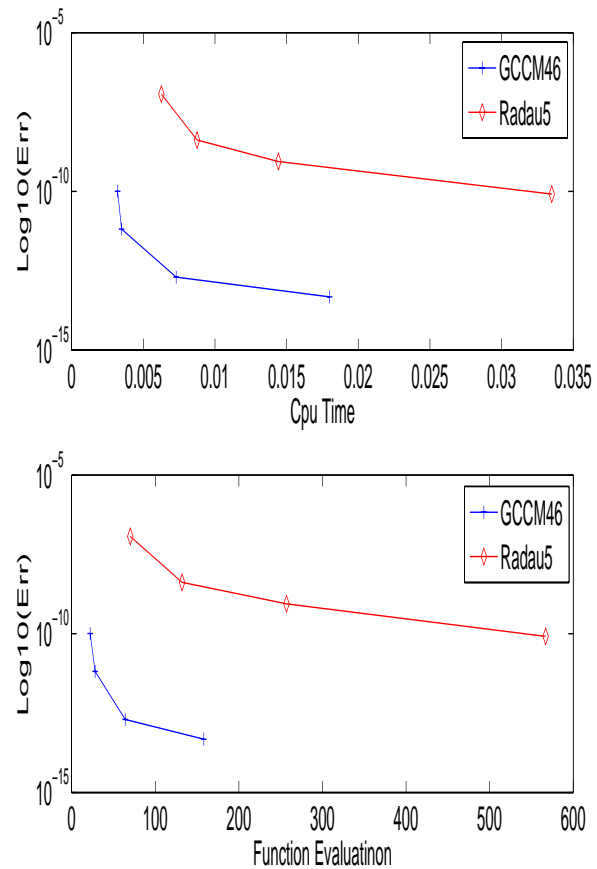 10^-5
10^-10
10^-15
Log10(Err)
GCCM46
Radau5
0 0.005 0.01 0.015 0.02 0.025 0.03 0.035
Cpu Time
10^-5
10^-10
10^-15
Log10(Err)
GCCM46
Radau5
0 100 200 300 400 500 600
Function Evaluatinon